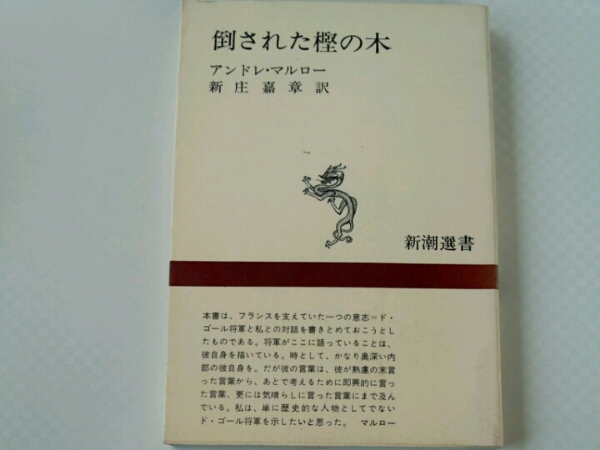 倒された樫の木
アンドレ・マルロー
新庄嘉章訳
新潮選書
本書は、フランスを支えていた一つの意志＝ド・
ゴール将軍と私との対話を書きとめておこうとし
たものである。将軍がここに語っていることは、
彼自身を描いている。時として、かなり奥深い内
部の彼自身を。だが彼の言葉は、彼が熟慮の末言
った言葉から、あとで考えるために即興的に言っ
た言葉、更には気晴らしに言った言葉にまで及ん
でいる。私は、単に歴史的な人物としてでない
ド・ゴール将軍を示したいと思った。　マルロー